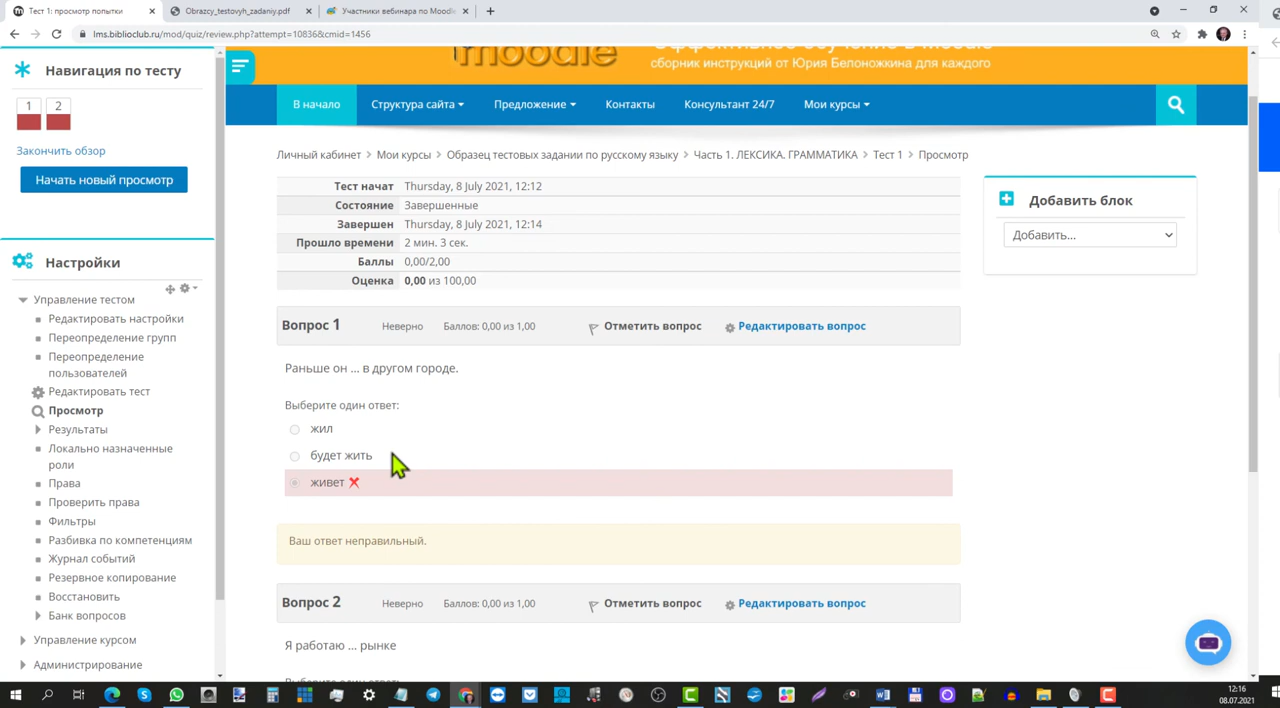 Тест 1: просмотр попытки
Obrazcy_testovyh_zadaniy.pdf
Участники вебинара по Moodle
lms.biblioclub.ru/mod/quiz/review.php?attempt=10836&cmid=1456
Навигация по тесту
1 2
Закончить обзор
Начать новый просмотр
Настройки
Управление тестом
Редактировать настройки
Переопределение групп
Переопределение
пользователей
Редактировать тест
Просмотр
Результаты
Локально назначенные
роли
Права
Проверить права
Фильтры
Разбивка по компетенциям
Журнал событий
Резервное копирование
Восстановить
Банк вопросов
Управление курсом
Администрирование
moodle
Эффективное обучение в Moodle
сборник инструкций от Юрия Белоножкина для каждого
В начало Структура сайта Предложение Контакты Консультант 24/7 Мои курсы
Личный кабинет > Мои курсы > Образец тестовых задании по русскому языку > Часть 1. ЛЕКСИКА. ГРАММАТИКА > Тест 1 > Просмотр
Тест начат Thursday, 8 July 2021, 12:12
Состояние Завершенные
Завершен Thursday, 8 July 2021, 12:14
Прошло времени 2 мин. 3 сек.
Баллы 0,00/2,00
Оценка 0,00 из 100,00
Вопрос 1 Неверно Баллов: 0,00 из 1,00 Отметить вопрос Редактировать вопрос
Раньше он ... в другом городе.
Выберите один ответ:
жил
будет жить
живет
Ваш ответ неправильный.
Вопрос 2 Неверно Баллов: 0,00 из 1,00 Отметить вопрос Редактировать вопрос
Я работаю ... рынке
Выберите один ответ:
Добавить блок
Добавить...
12:16
08.07.2021